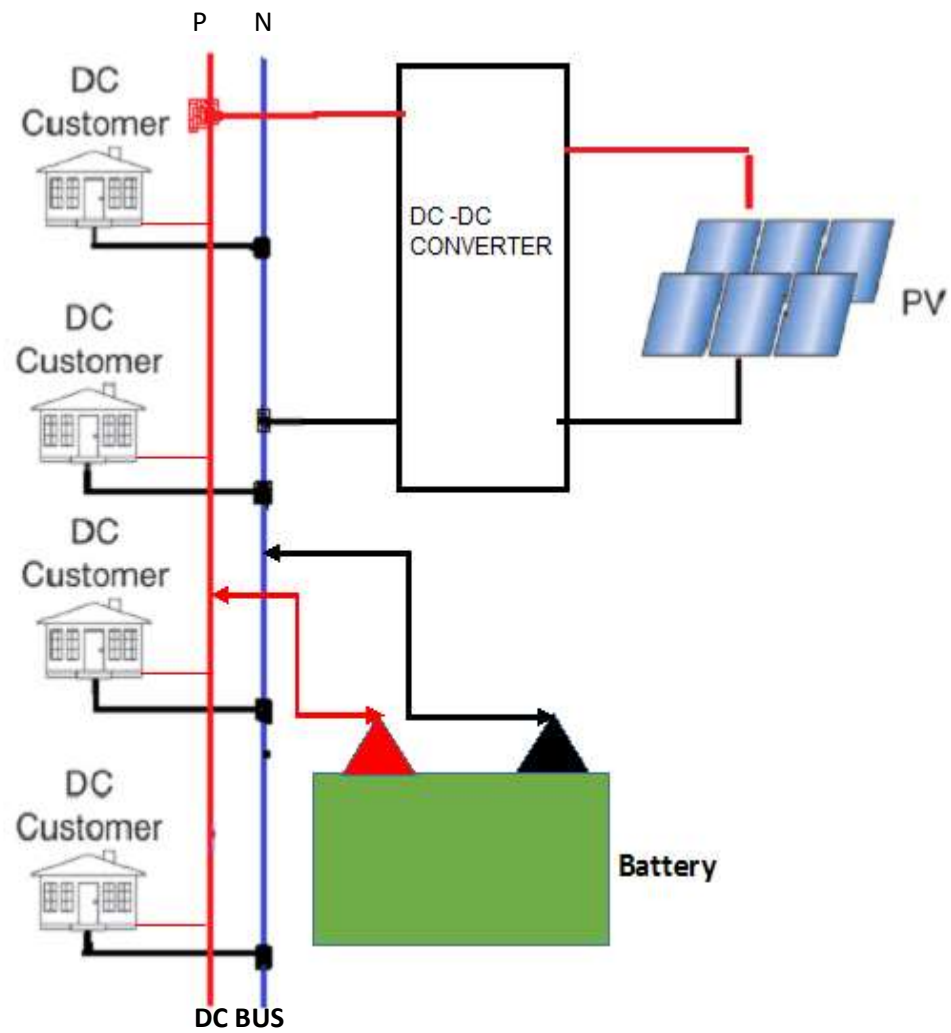 P N
DC
Customer
DC -DC
CONVERTER
PV
DC
Customer
DC
Customer
DC
Customer
Battery
DC BUS